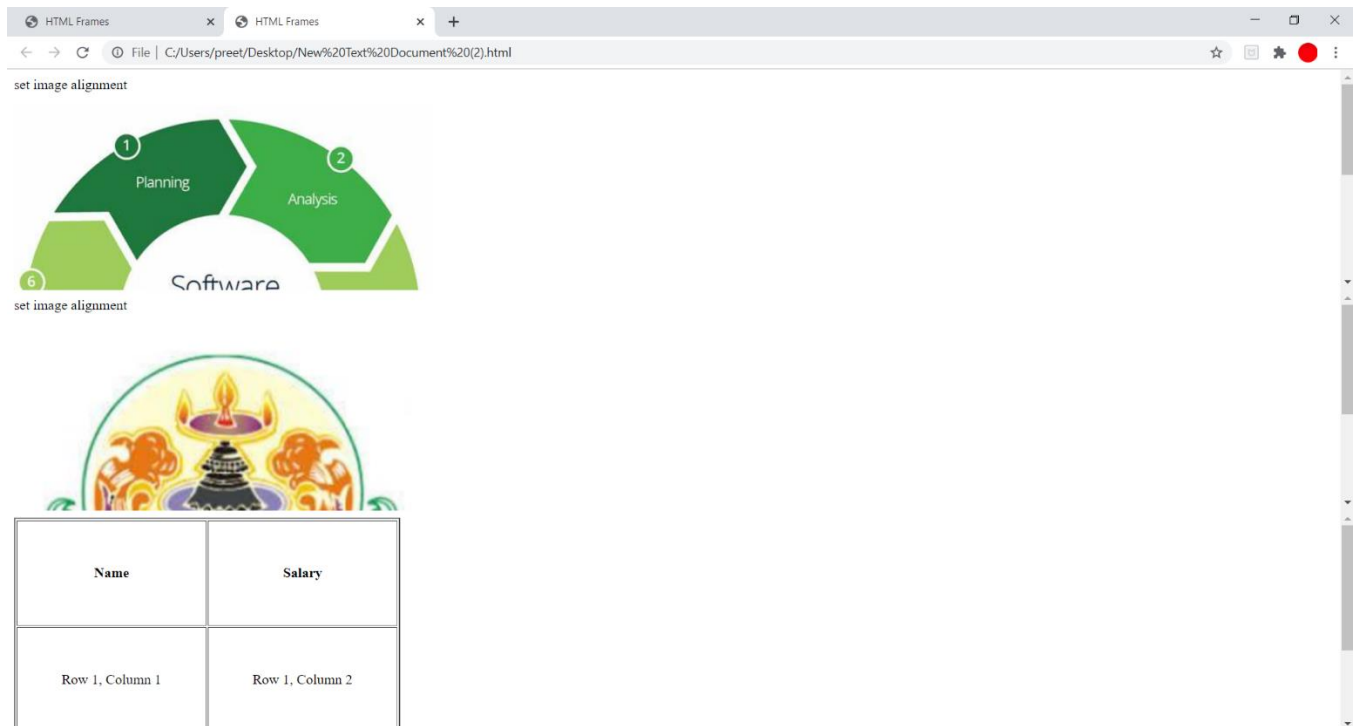 HTML Frames
HTML Frames
File | C:/Users/preet/Desktop/New%20Text%20Document%20(2).html
set image alignment
1
2
Planning
Analysis
6
Software
set image alignment
Name Salary
Row 1, Column 1 Row 1, Column 2